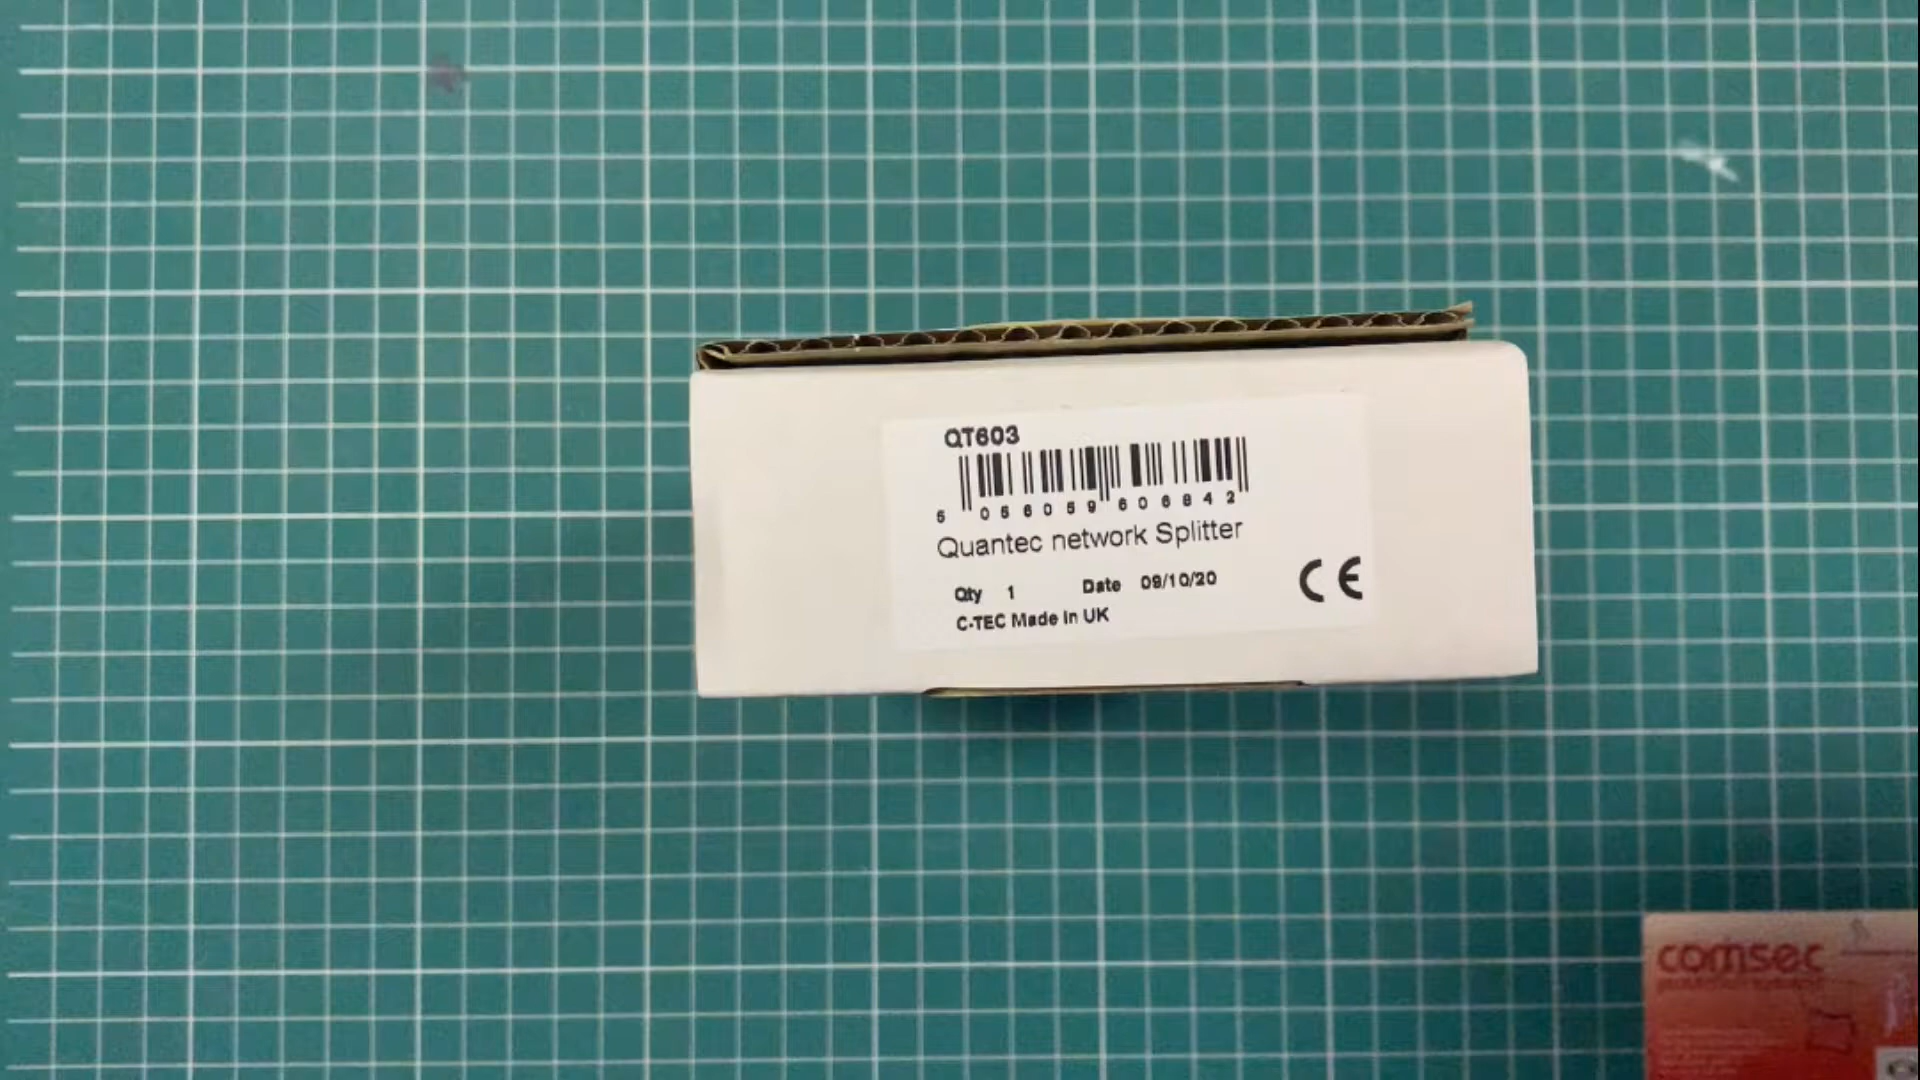 QT603
5 056059 606842
Quantec network Splitter
Qty 1 Date 09/10/20
C-TEC Made in UK
CE
comsec